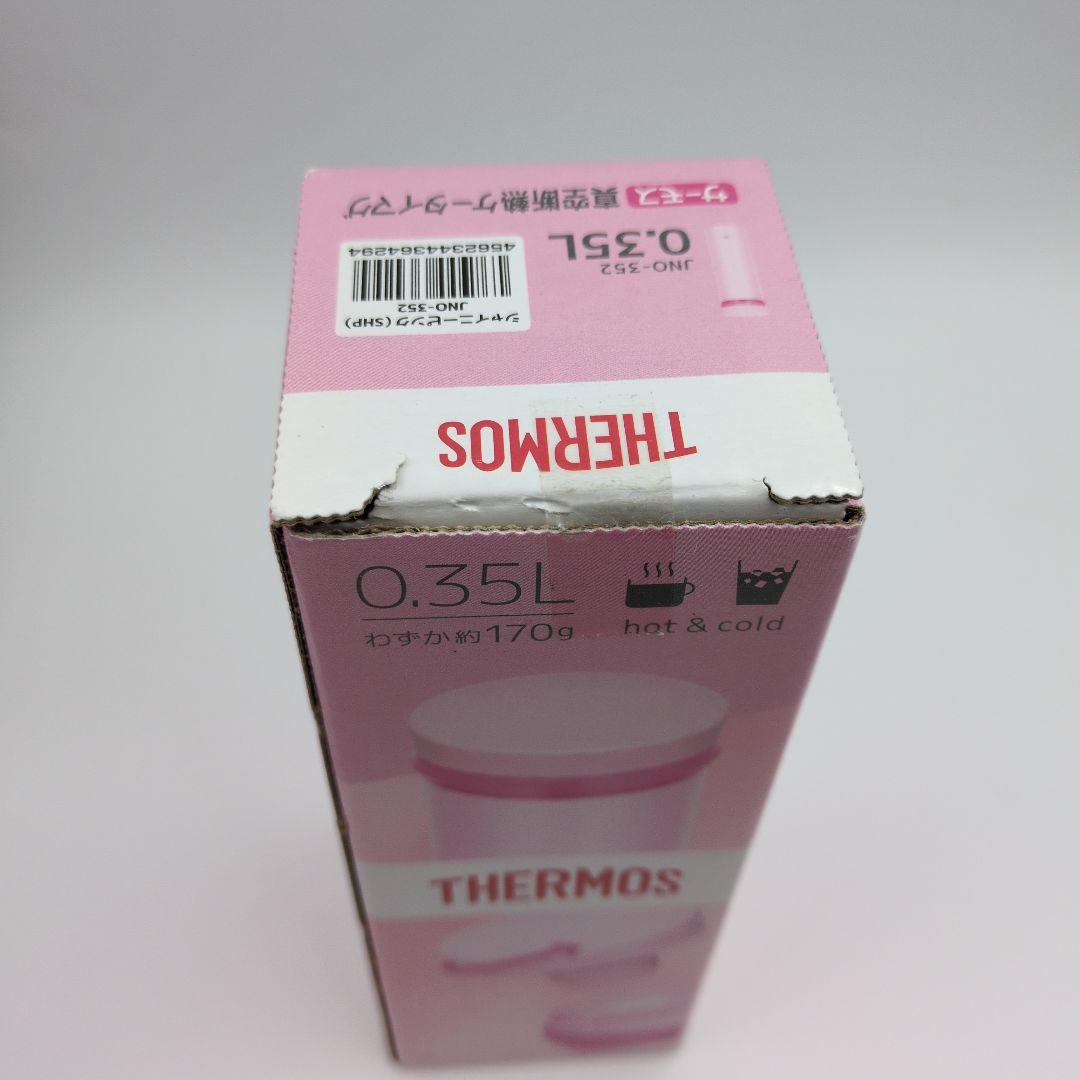 サーモス 真空断熱ケータイマグ
JNO-352
0.35L
シャイニーピンク(SHP)
JNO-352
4562344364294
THERMOS
0.35L
わずか約170g
hot & cold
THERMOS